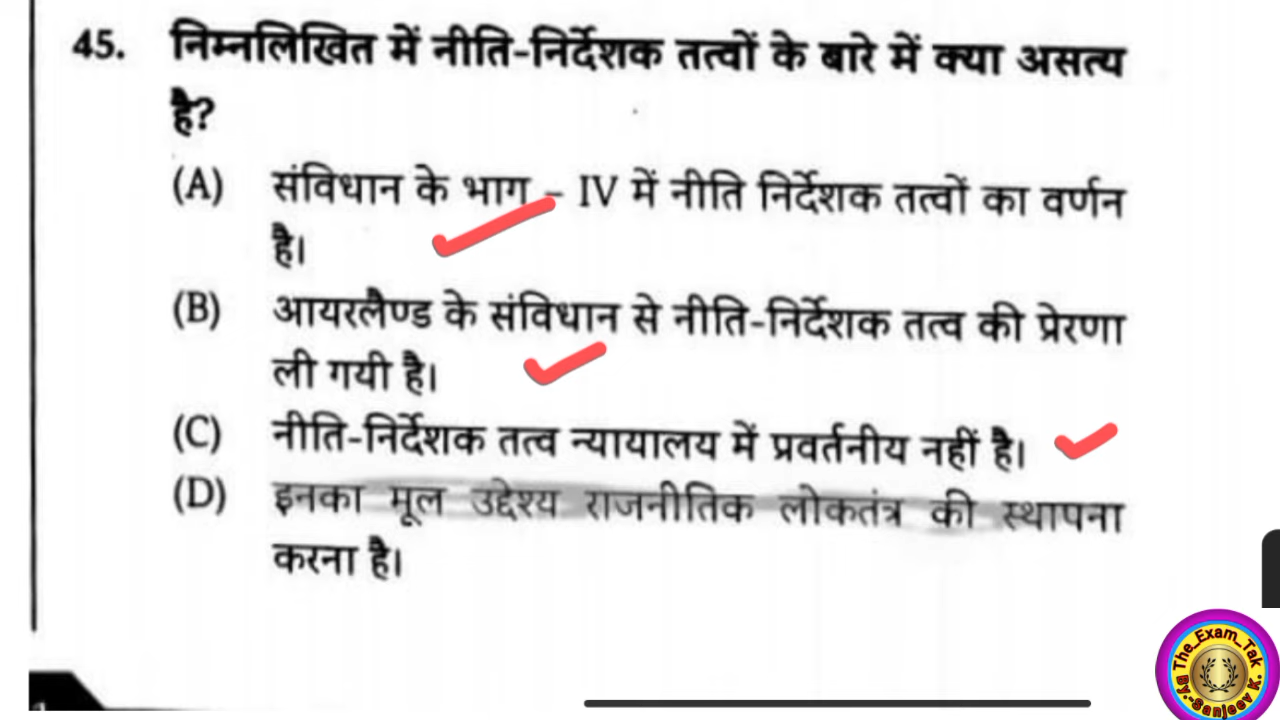 45. निम्नलिखित में नीति-निर्देशक तत्वों के बारे में क्या असत्य
है?
(A) संविधान के भाग – IV में नीति निर्देशक तत्वों का वर्णन
है।
(B) आयरलैण्ड के संविधान से नीति-निर्देशक तत्व की प्रेरणा
ली गयी है।
(C) नीति-निर्देशक तत्व न्यायालय में प्रवर्तनीय नहीं है।
(D) इनका मूल उद्देश्य राजनीतिक लोकतंत्र की स्थापना
करना है।
The_Exam_Tak
By:-Sanjeev K.